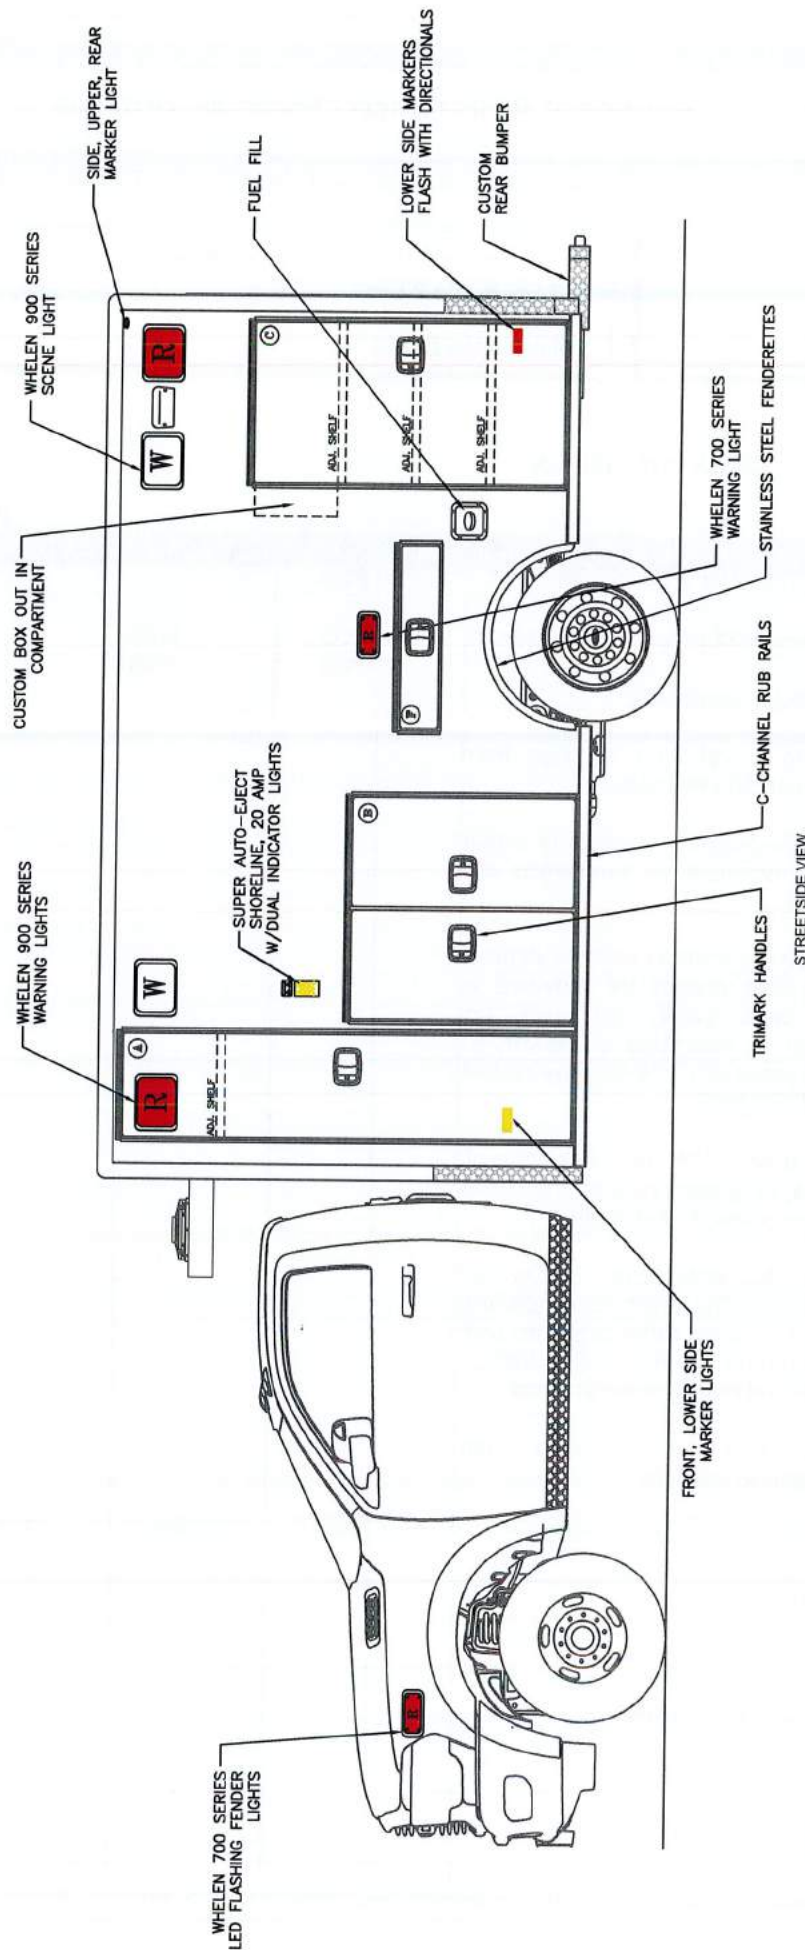 WHELEN 700 SERIES
LED FLASHING FENDER
LIGHTS
WHELEN 900 SERIES
WARNING LIGHTS
SUPER AUTO-EJECT
SHORELINE, 20 AMP
W/DUAL INDICATOR LIGHTS
CUSTOM BOX OUT IN
COMPARTMENT
WHELEN 900 SERIES
SCENE LIGHT
SIDE, UPPER, REAR
MARKER LIGHT
FUEL FILL
LOWER SIDE MARKERS
FLASH WITH DIRECTIONALS
CUSTOM
REAR BUMPER
R
W
W
R
A
ADJ. SHELF
B
R
F
C
ADJ. SHELF
ADJ. SHELF
ADJ. SHELF
R
FRONT, LOWER SIDE
MARKER LIGHTS
TRIMARK HANDLES
C-CHANNEL RUB RAILS
STAINLESS STEEL FENDERETTES
WHELEN 700 SERIES
WARNING LIGHT
STREETSIDE VIEW